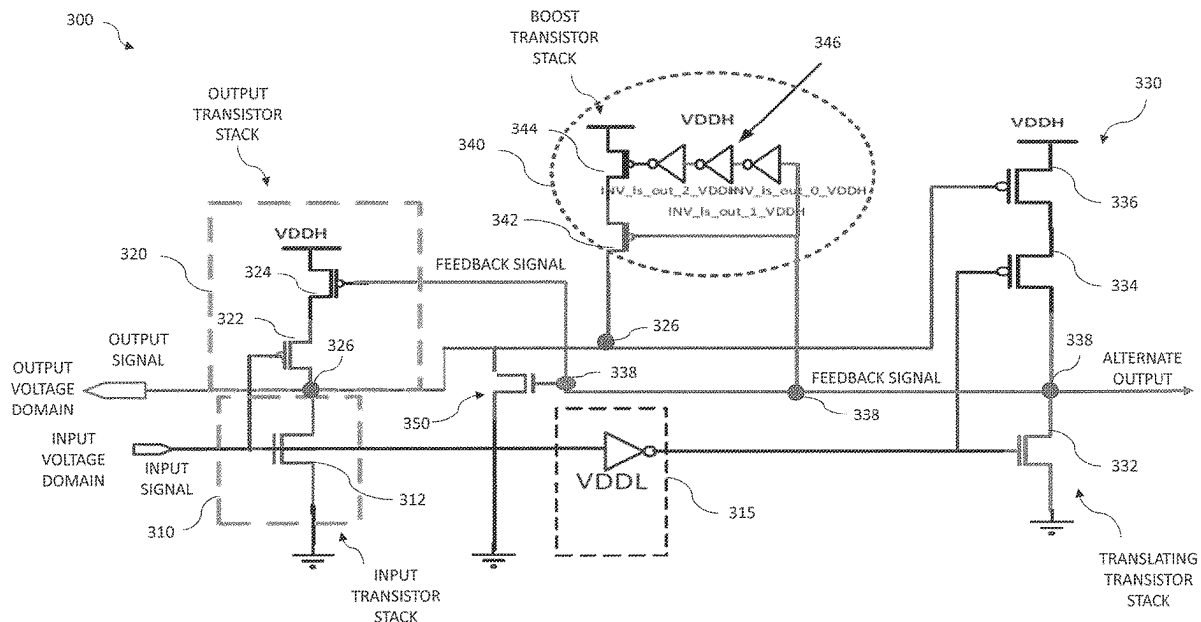 300
BOOST
TRANSISTOR
STACK
346
OUTPUT
TRANSISTOR
STACK
VDDH
344
340
330
VDDH
INV_ls_out_2_VDDH
INV_ls_out_0_VDDH
INV_ls_out_1_VDDH
336
342
VDDH
320
324
FEEDBACK SIGNAL
334
322
326
326
OUTPUT
SIGNAL
OUTPUT
VOLTAGE
DOMAIN
338
338
FEEDBACK SIGNAL
ALTERNATE
OUTPUT
350
338
INPUT
VOLTAGE
DOMAIN
INPUT
SIGNAL
312
VDDL
332
310
315
INPUT
TRANSISTOR
STACK
TRANSLATING
TRANSISTOR
STACK